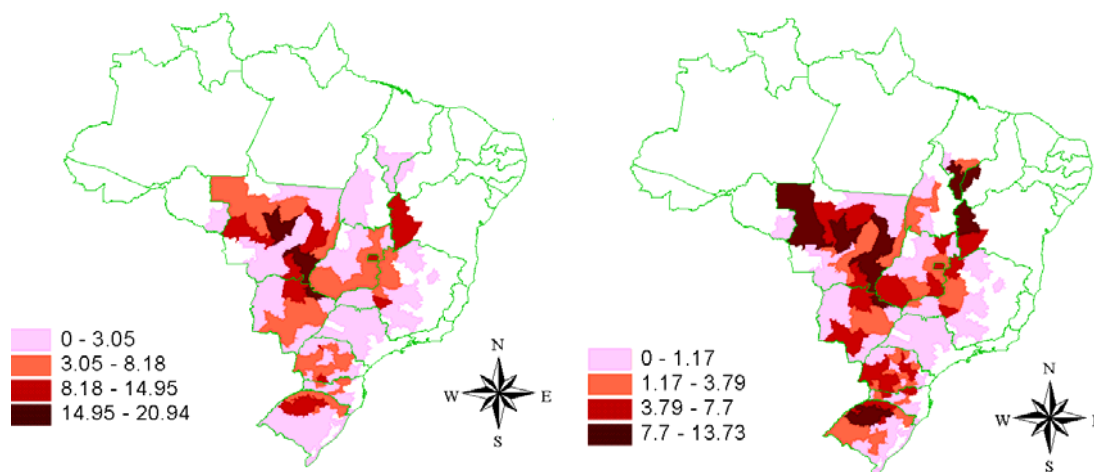 0 - 3.05
3.05 - 8.18
8.18 - 14.95
14.95 - 20.94
N
W E
S
0 - 1.17
1.17 - 3.79
3.79 - 7.7
7.7 - 13.73
N
W
S